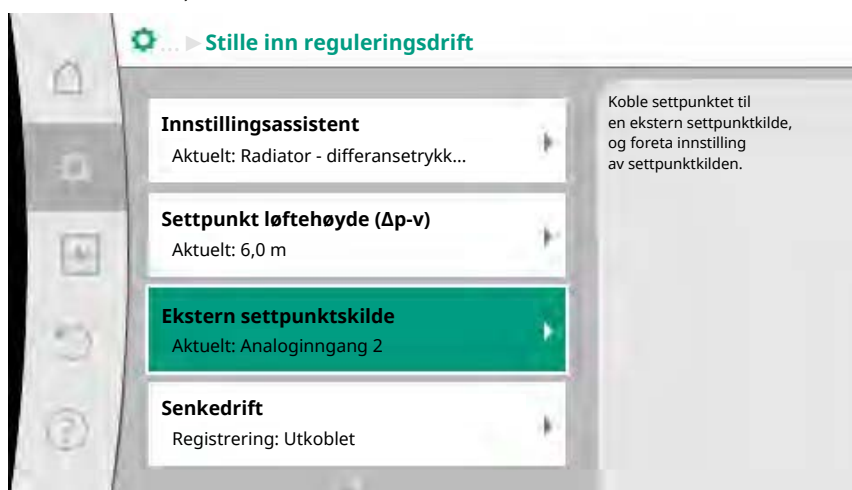 ... ▶ Stille inn reguleringsdrift
Innstillingsassistent
Aktuelt: Radiator - differansetrykk...
Settpunkt løftehøyde (Δp-v)
Aktuelt: 6,0 m
Ekstern settpunktskilde
Aktuelt: Analoginngang 2
Senkedrift
Registrering: Utkoblet
Koble settpunktet til
en ekstern settpunktkilde,
og foreta innstilling
av settpunktkilden.